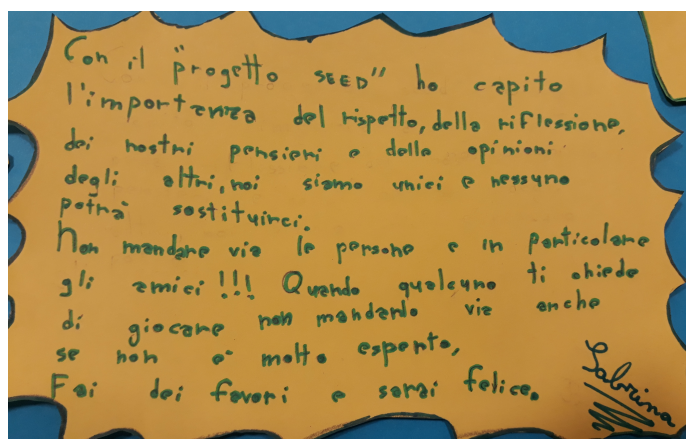 Con il "progetto SEED" ho capito
l'importanza del rispetto, della riflessione,
dei nostri pensieri e delle opinioni
degli altri, noi siamo unici e nessuno
potrà sostituirci.
Non mandare via le persone e in particolare
gli amici!!! Quando qualcuno ti chiede
di giocare non mandarlo via anche
se non è molto esperto,
Fai dei favori e sarai felice.
Sabrina